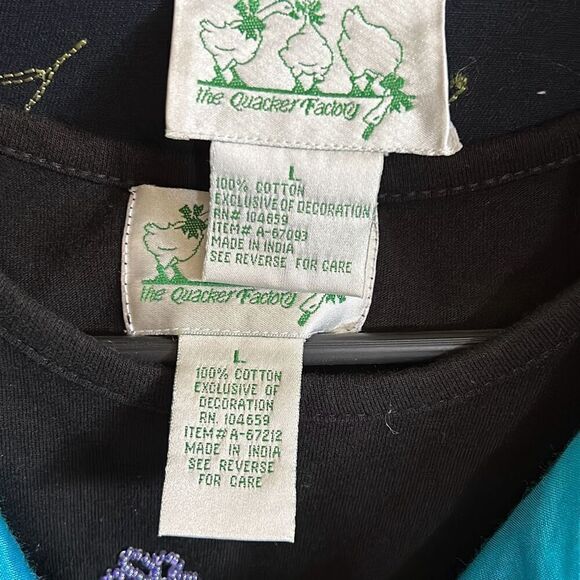 the Quacker Factory
L
100% COTTON
EXCLUSIVE OF DECORATION
RN# 104659
ITEM# A-67093
MADE IN INDIA
SEE REVERSE FOR CARE
the Quacker Factory
L
100% COTTON
EXCLUSIVE OF
DECORATION
RN. 104659
ITEM# A-67212
MADE IN INDIA
SEE REVERSE
FOR CARE